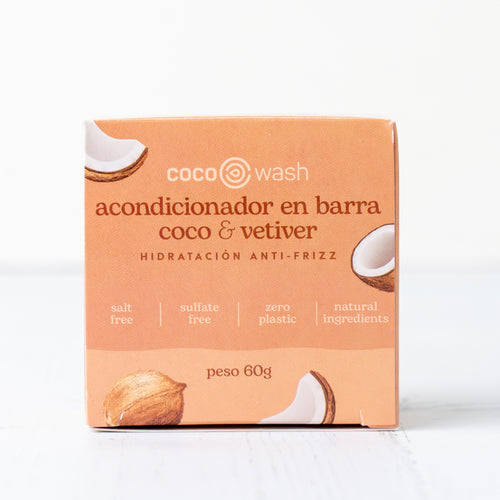 coco wash
acondicionador en barra
coco & vetiver
HIDRATACIÓN ANTI-FRIZZ
salt free
sulfate free
zero plastic
natural ingredients
peso 60g